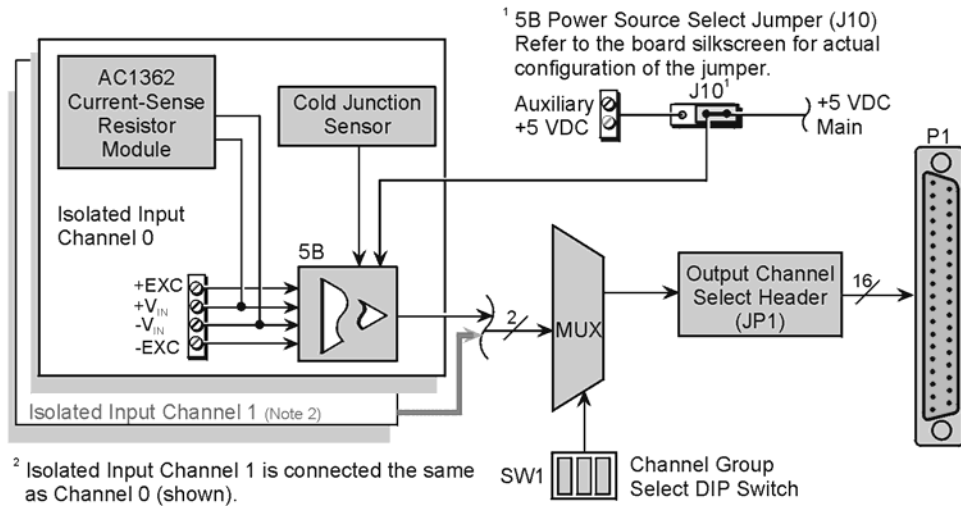 ¹ 5B Power Source Select Jumper (J10)
Refer to the board silkscreen for actual
configuration of the jumper.
J10¹
Auxiliary
+5 VDC
+5 VDC
Main
P1
AC1362
Current-Sense
Resistor
Module
Cold Junction
Sensor
Isolated Input
Channel 0
5B
+EXC
+V_IN
-V_IN
-EXC
2
MUX
Output Channel
Select Header
(JP1)
16
Isolated Input Channel 1 (Note 2)
² Isolated Input Channel 1 is connected the same
as Channel 0 (shown).
SW1
Channel Group
Select DIP Switch